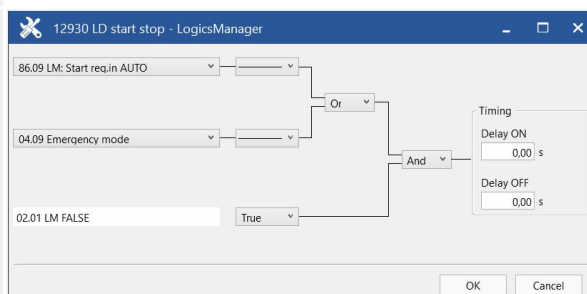 12930 LD start stop - LogicsManager
86.09 LM: Start req.in AUTO
Or
04.09 Emergency mode
And
02.01 LM FALSE
True
Timing
Delay ON
0,00 s
Delay OFF
0,00 s
OK Cancel